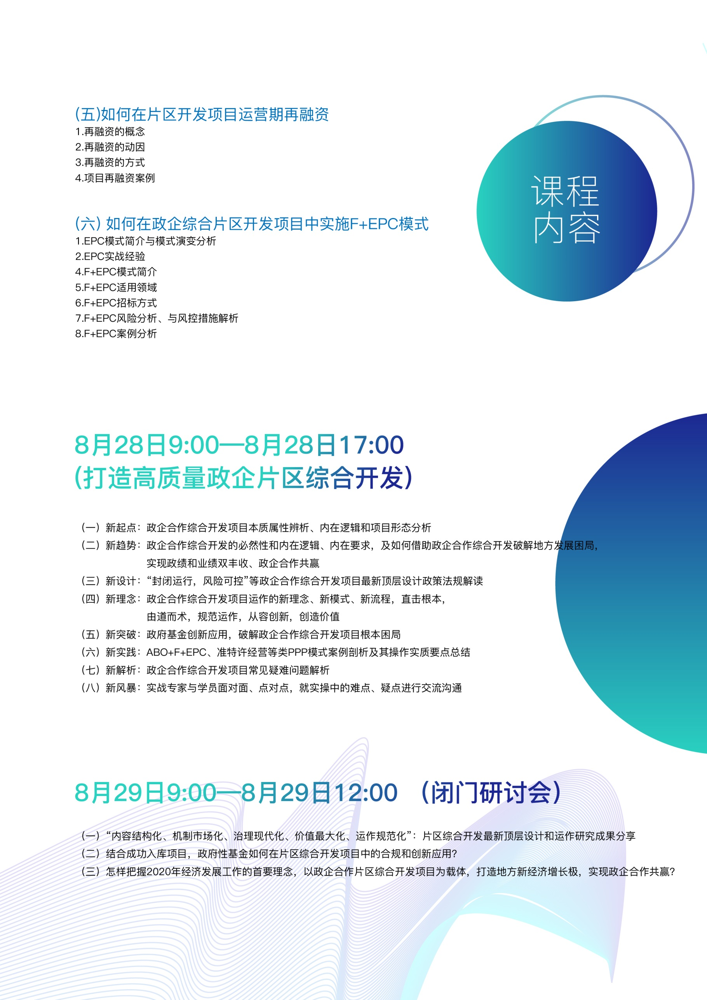 (五)如何在片区开发项目运营期再融资
1.再融资的概念
2.再融资的动因
3.再融资的方式
4.项目再融资案例
(六) 如何在政企综合片区开发项目中实施F+EPC模式
1.EPC模式简介与模式演变分析
2.EPC实战经验
4.F+EPC模式简介
5.F+EPC适用领域
6.F+EPC招标方式
7.F+EPC风险分析、与风控措施解析
8.F+EPC案例分析
课程
内容
8月28日9:00—8月28日17:00
(打造高质量政企片区综合开发)
（一）新起点：政企合作综合开发项目本质属性辨析、内在逻辑和项目形态分析
（二）新趋势：政企合作综合开发的必然性和内在逻辑、内在要求，及如何借助政企合作综合开发破解地方发展困局，
实现政绩和业绩双丰收、政企合作共赢
（三）新设计：“封闭运行，风险可控”等政企合作综合开发项目最新顶层设计政策法规解读
（四）新理念：政企合作综合开发项目运作的新理念、新模式、新流程，直击根本，
由道而术，规范运作，从容创新，创造价值
（五）新突破：政府基金创新应用，破解政企合作综合开发项目根本困局
（六）新实践：ABO+F+EPC、准特许经营等类PPP模式案例剖析及其操作实质要点总结
（七）新解析：政企合作综合开发项目常见疑难问题解析
（八）新风暴：实战专家与学员面对面、点对点，就实操中的难点、疑点进行交流沟通
8月29日9:00—8月29日12:00 （闭门研讨会）
（一）“内容结构化、机制市场化、治理现代化、价值最大化、运作规范化”：片区综合开发最新顶层设计和运作研究成果分享
（二）结合成功入库项目，政府性基金如何在片区综合开发项目中的合规和创新应用？
（三）怎样把握2020年经济发展工作的首要理念，以政企合作片区综合开发项目为载体，打造地方新经济增长极，实现政企合作共赢？